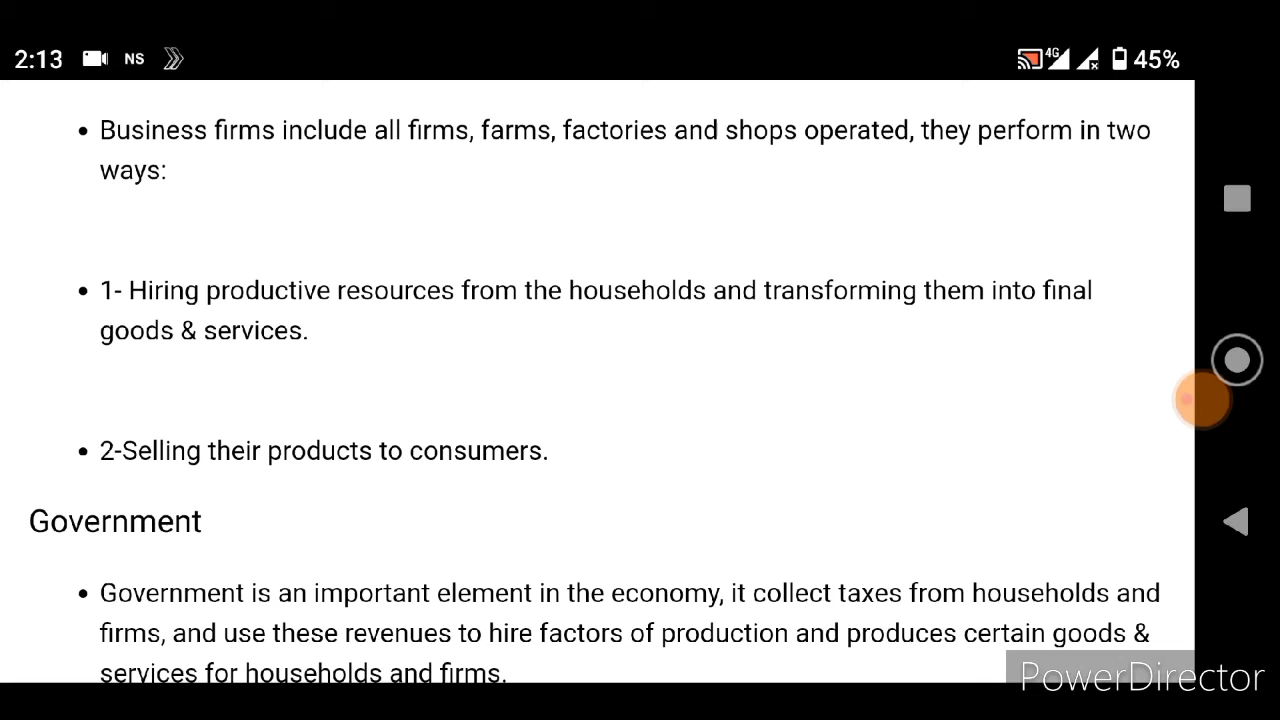 2:13 NS 4G 45%
• Business firms include all firms, farms, factories and shops operated, they perform in two
ways:
• 1- Hiring productive resources from the households and transforming them into final
goods & services.
• 2-Selling their products to consumers.
Government
• Government is an important element in the economy, it collect taxes from households and
firms, and use these revenues to hire factors of production and produces certain goods &
services for households and firms.
PowerDirector